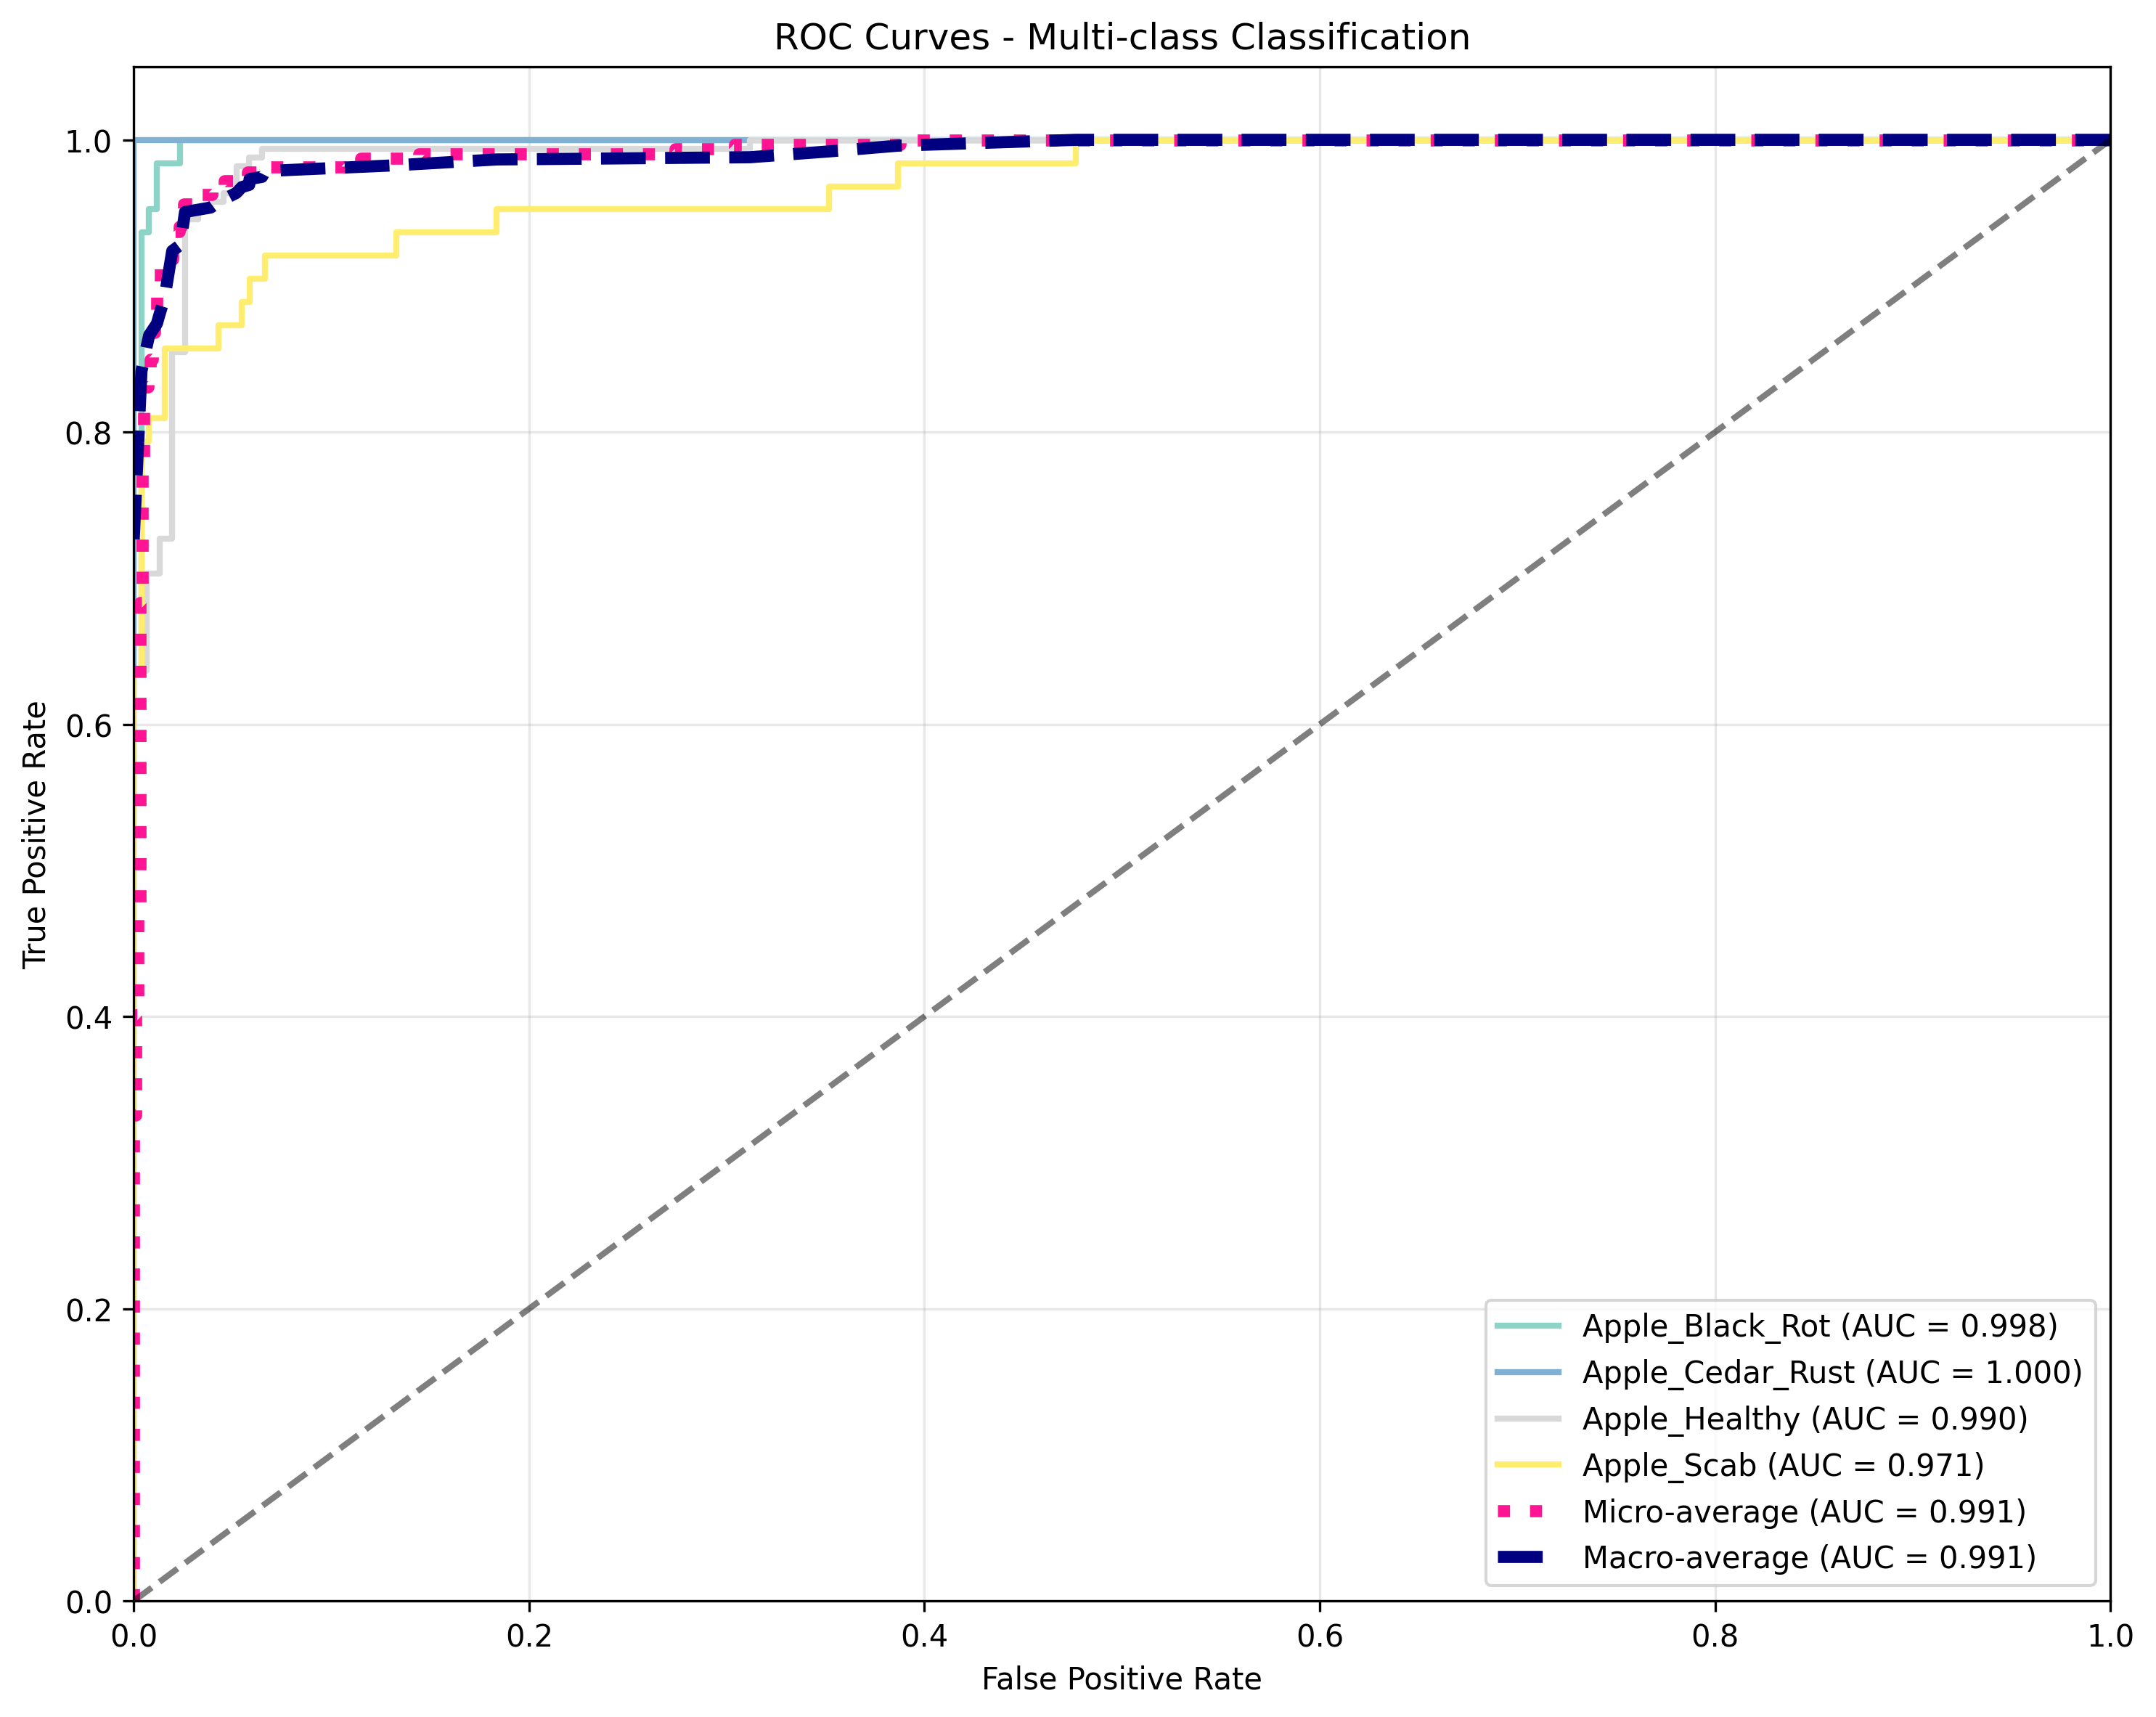 ROC Curves - Multi-class Classification
True Positive Rate
1.0
0.8
0.6
0.4
0.2
0.0
0.0 0.2 0.4 0.6 0.8 1.0
False Positive Rate
Apple_Black_Rot (AUC = 0.998)
Apple_Cedar_Rust (AUC = 1.000)
Apple_Healthy (AUC = 0.990)
Apple_Scab (AUC = 0.971)
Micro-average (AUC = 0.991)
Macro-average (AUC = 0.991)